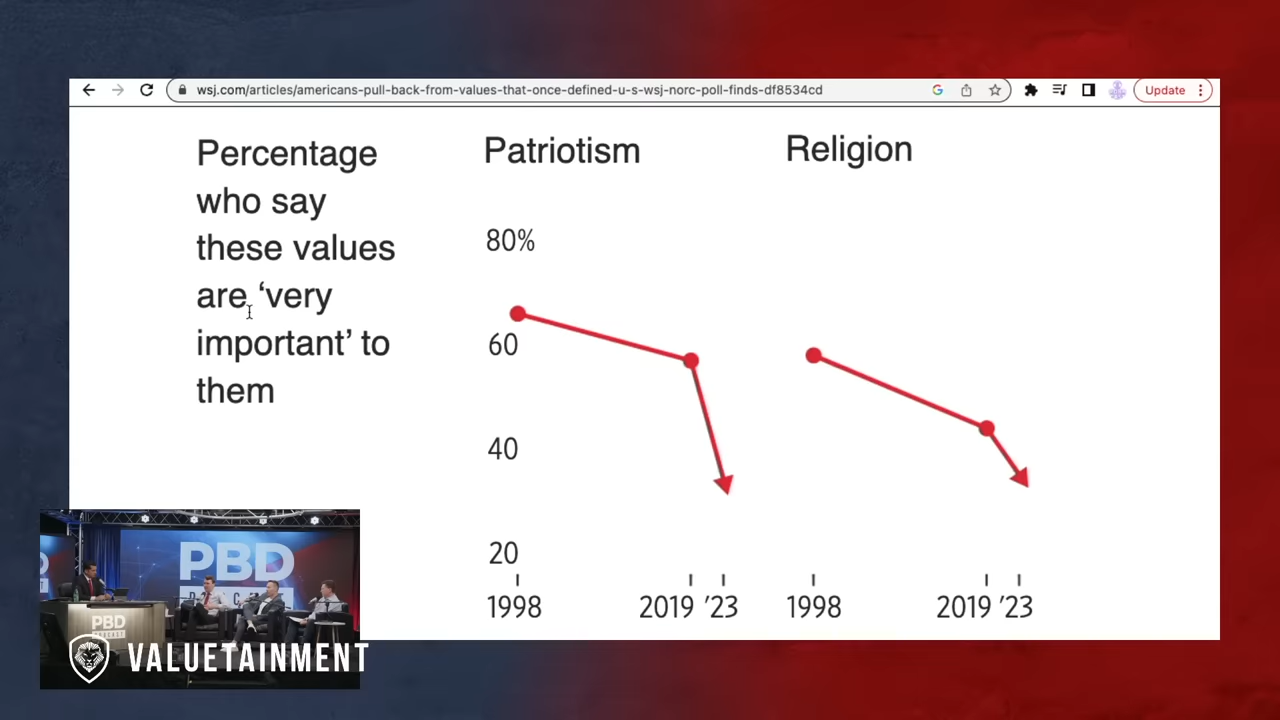 wsj.com/articles/americans-pull-back-from-values-that-once-defined-u-s-wsj-norc-poll-finds-df8534cd
Update
Percentage
who say
these values
are ‘very
important’ to
them
Patriotism
80%
60
40
20
1998
2019 ’23
Religion
1998
2019 ’23
PBD
PBD
PODCAST
VALUETAINMENT